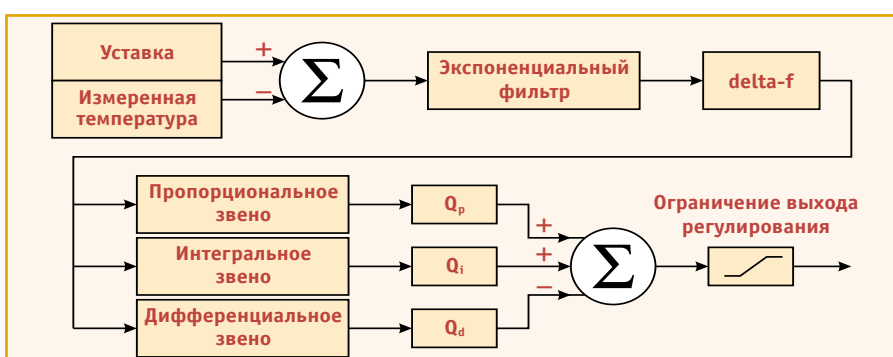 Уставка
Измеренная
температура
+
−
Σ
Экспоненциальный
фильтр
delta-f
Пропорциональное
звено
Qp
Интегральное
звено
Qi
Дифференциальное
звено
Qd
+
+
−
Σ
Ограничение выхода
регулирования